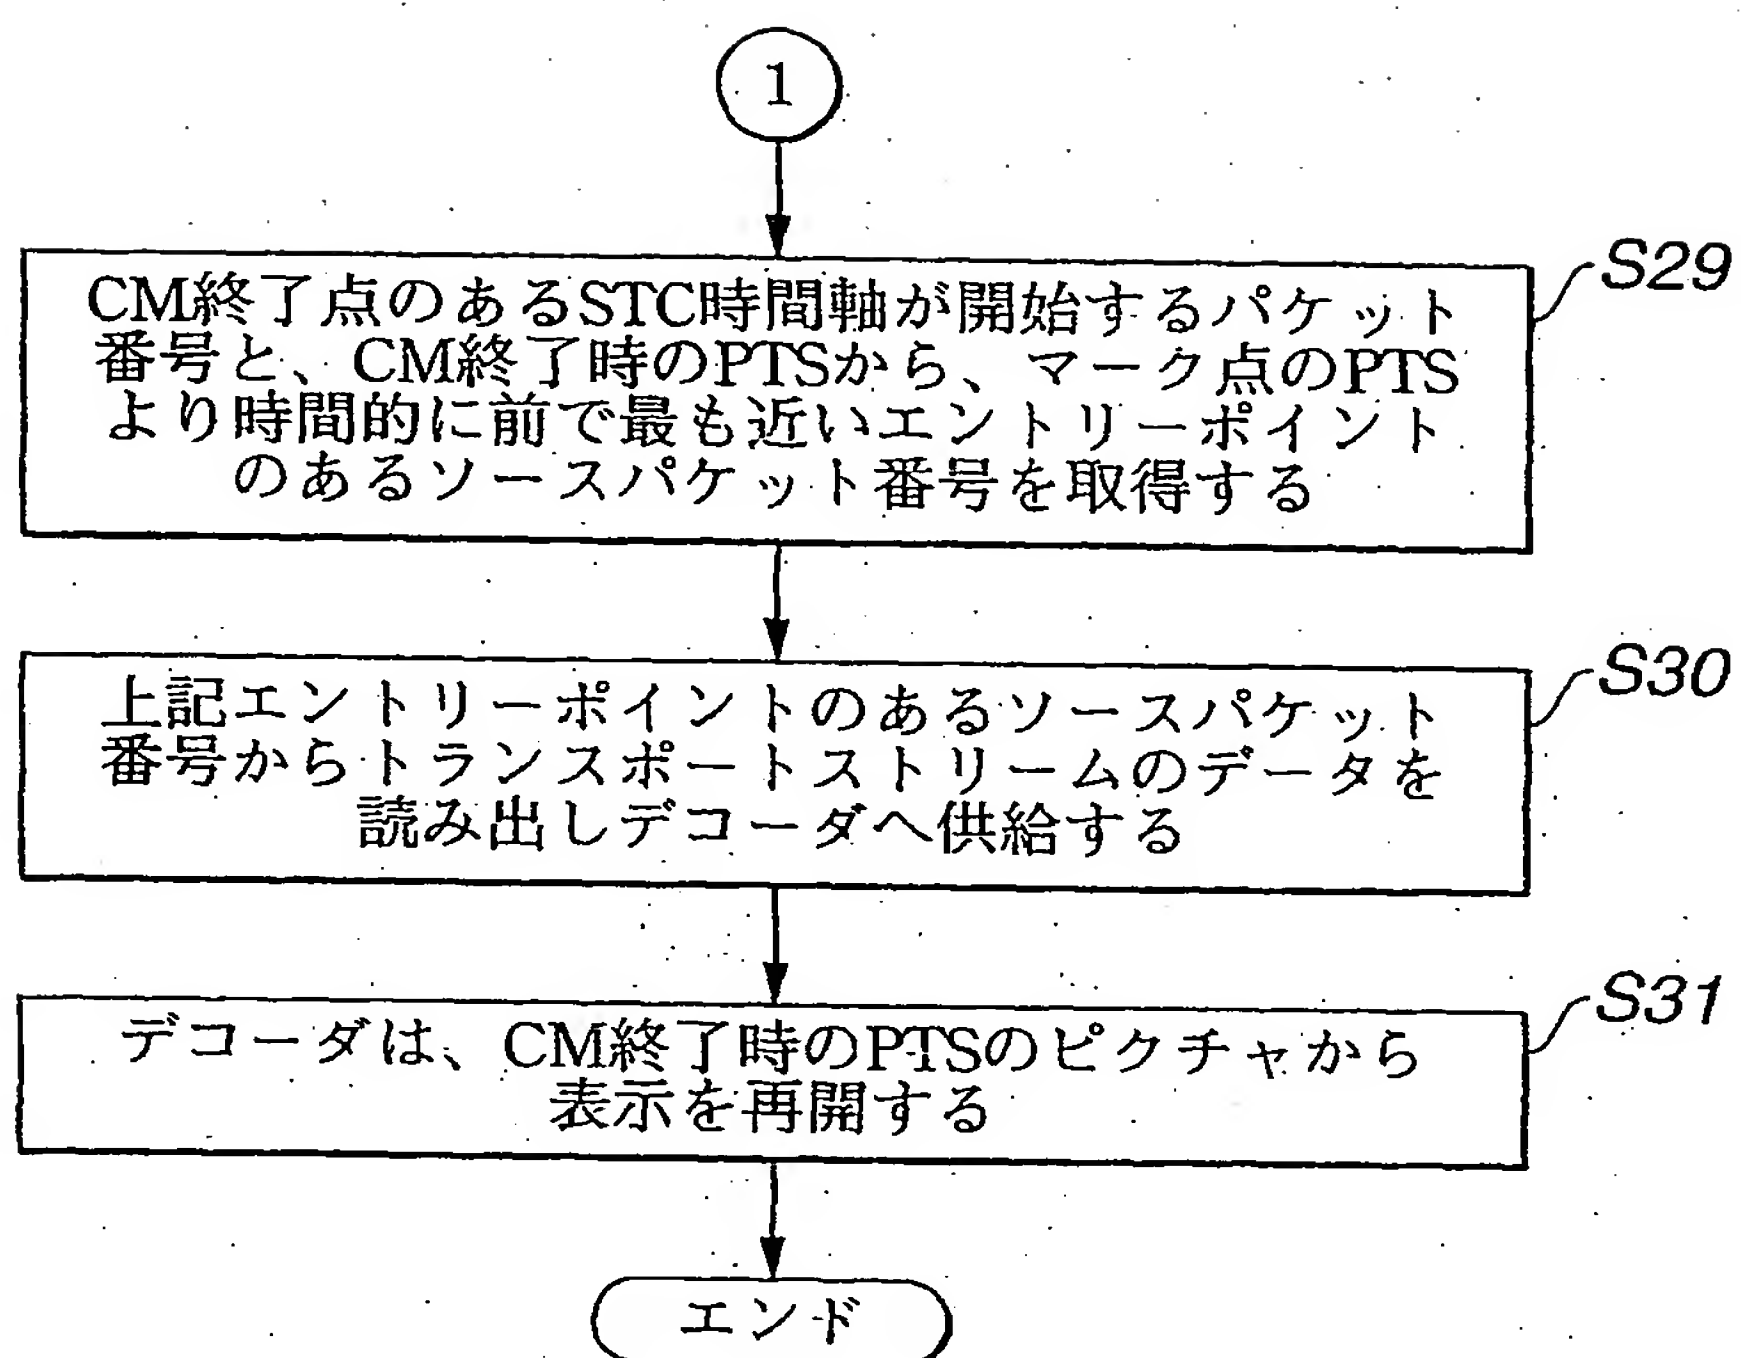 1
S29
CM終了点のあるSTC時間軸が開始するパケット
番号と、CM終了時のPTSから、マーク点のPTS
より時間的に前で最も近いエントリーポイント
のあるソースパケット番号を取得する
S30
上記エントリーポイントのあるソースパケット
番号からトランスポートストリームのデータを
読み出しデコーダへ供給する
S31
デコーダは、CM終了時のPTSのピクチャから
表示を再開する
エンド